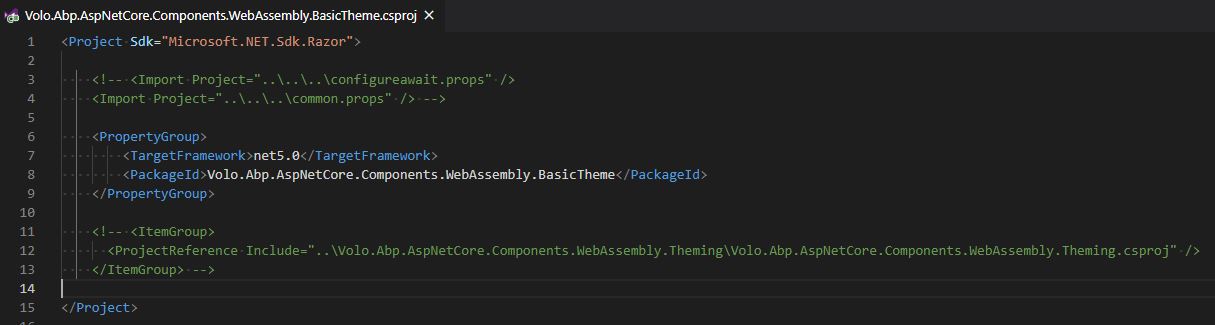 Volo.Abp.AspNetCore.Components.WebAssembly.BasicTheme.csproj
1 <Project Sdk="Microsoft.NET.Sdk.Razor">
2
3 <!-- <Import Project="..\..\..\configureawait.props" />
4 <Import Project="..\..\..\common.props" /> -->
5
6 <PropertyGroup>
7 <TargetFramework>net5.0</TargetFramework>
8 <PackageId>Volo.Abp.AspNetCore.Components.WebAssembly.BasicTheme</PackageId>
9 </PropertyGroup>
10
11 <!-- <ItemGroup>
12 <ProjectReference Include="..\Volo.Abp.AspNetCore.Components.WebAssembly.Theming\Volo.Abp.AspNetCore.Components.WebAssembly.Theming.csproj" />
13 </ItemGroup> -->
14
15 </Project>
16